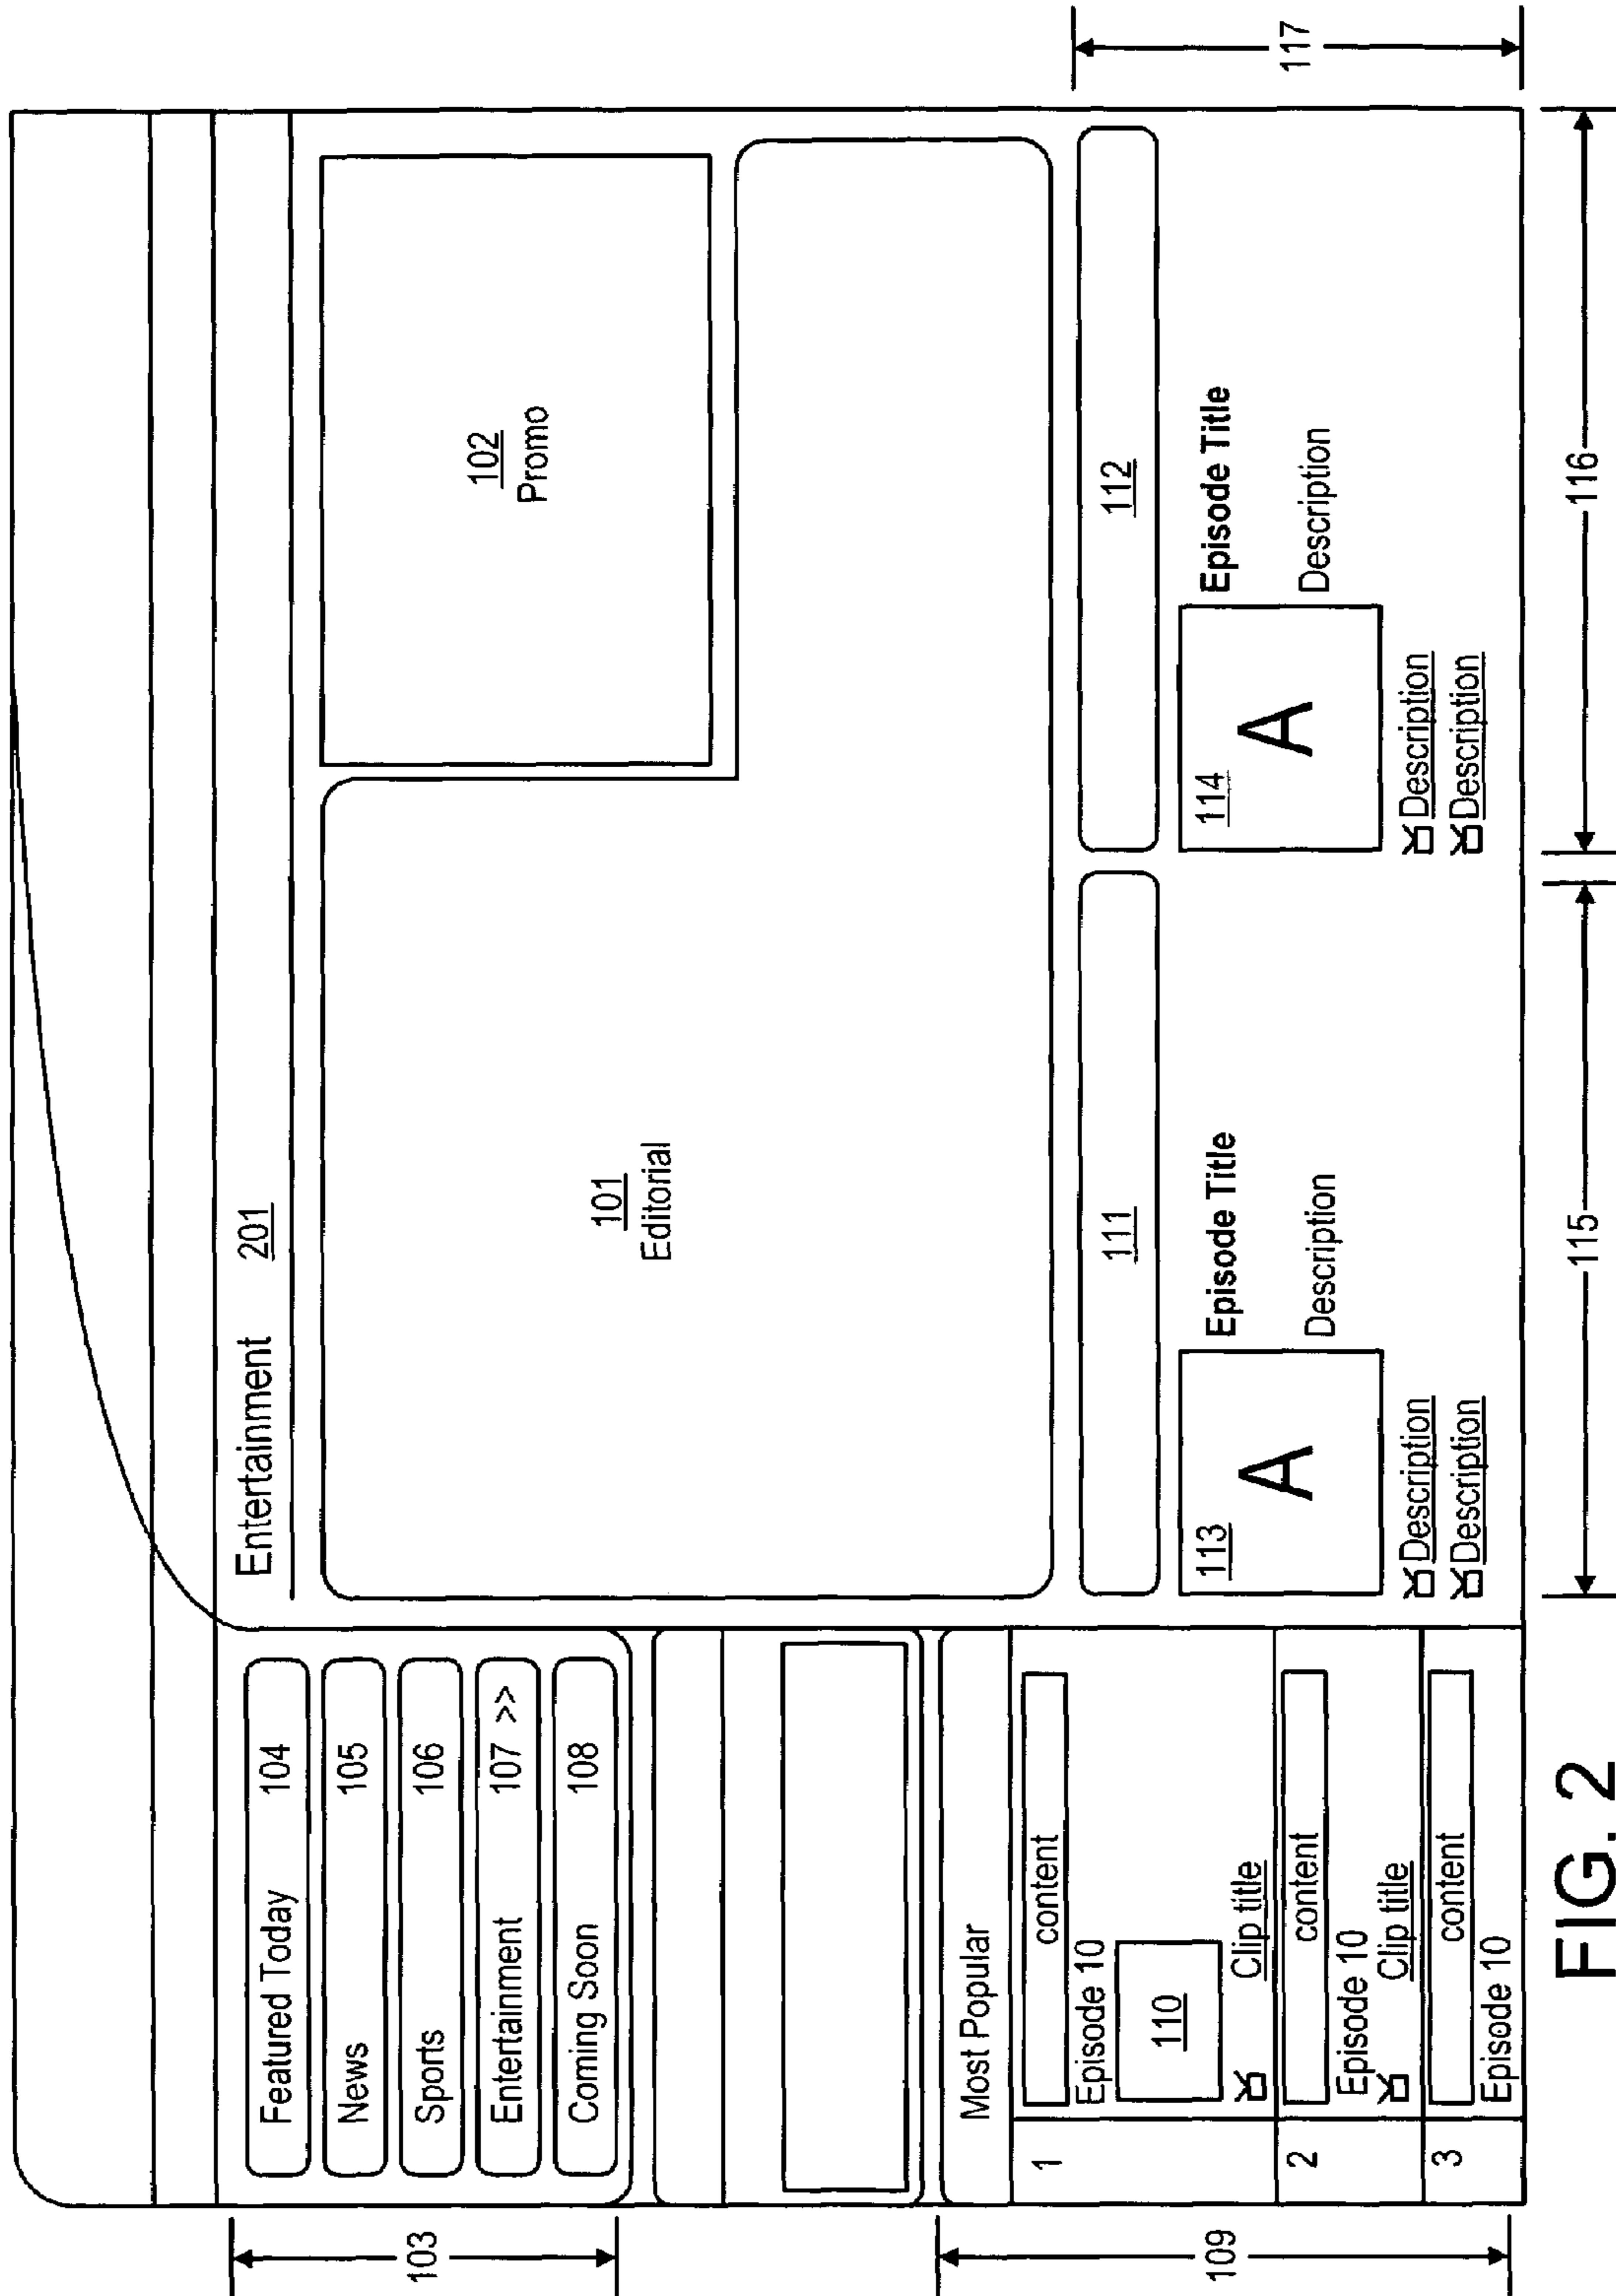 Entertainment 201
103
Featured Today 104
News 105
Sports 106
Entertainment 107 >>
Coming Soon 108
101
Editorial
102
Promo
109
Most Popular
1
content
Episode 10
110
Clip title
2
content
Episode 10
Clip title
3
content
Episode 10
111
113
A
Episode Title
Description
Description
Description
112
114
A
Episode Title
Description
Description
Description
117
115
116
FIG. 2